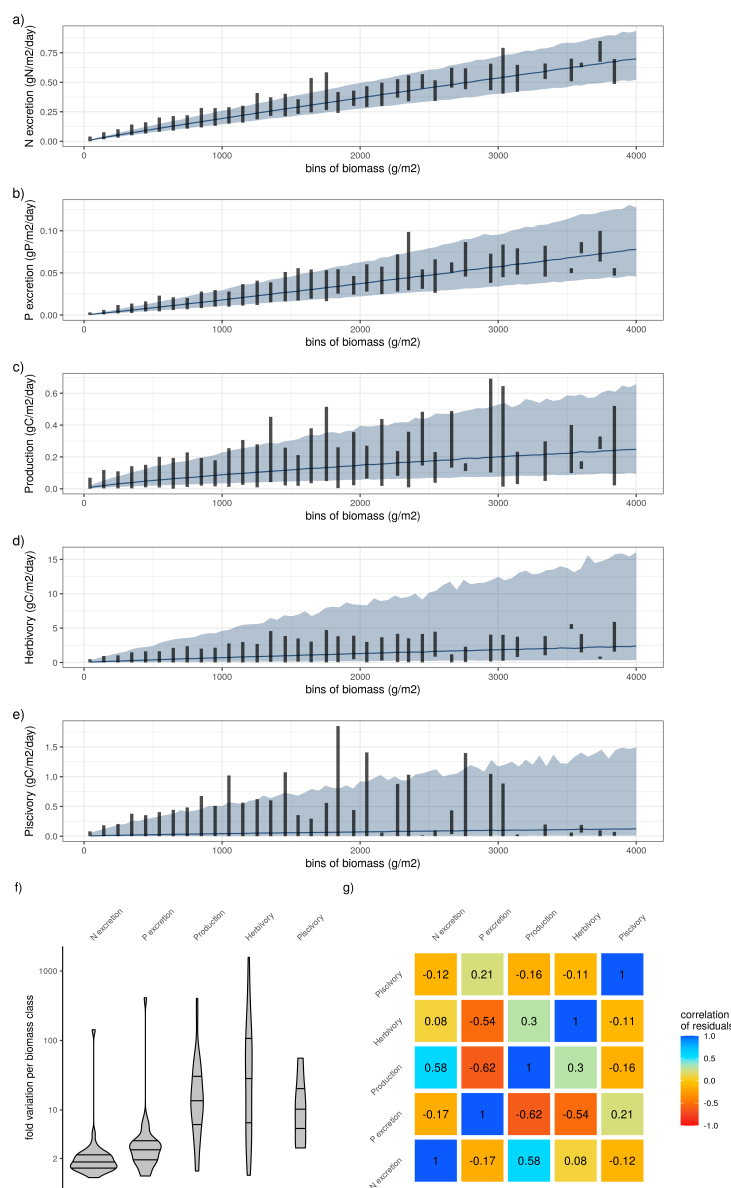 a)
N excretion (gN/m2/day)
0.75
0.50
0.25
0.00
0 1000 2000 3000 4000
bins of biomass (g/m2)
b)
P excretion (gP/m2/day)
0.10
0.05
0.00
0 1000 2000 3000 4000
bins of biomass (g/m2)
c)
Production (gC/m2/day)
0.6
0.4
0.2
0.0
0 1000 2000 3000 4000
bins of biomass (g/m2)
d)
Herbivory (gC/m2/day)
15
10
5
0
0 1000 2000 3000 4000
bins of biomass (g/m2)
e)
Piscivory (gC/m2/day)
1.5
1.0
0.5
0.0
0 1000 2000 3000 4000
bins of biomass (g/m2)
f)
N excretion P excretion Production Herbivory Piscivory
fold variation per biomass class
1000
100
10
2
g)
N excretion P excretion Production Herbivory Piscivory
Piscivory -0.12 0.21 -0.16 -0.11 1
Herbivory 0.08 -0.54 0.3 1 -0.11
Production 0.58 -0.62 1 0.3 -0.16
P excretion -0.17 1 -0.62 -0.54 0.21
N excretion 1 -0.17 0.58 0.08 -0.12
correlation
of residuals
1.0
0.5
0.0
-0.5
-1.0